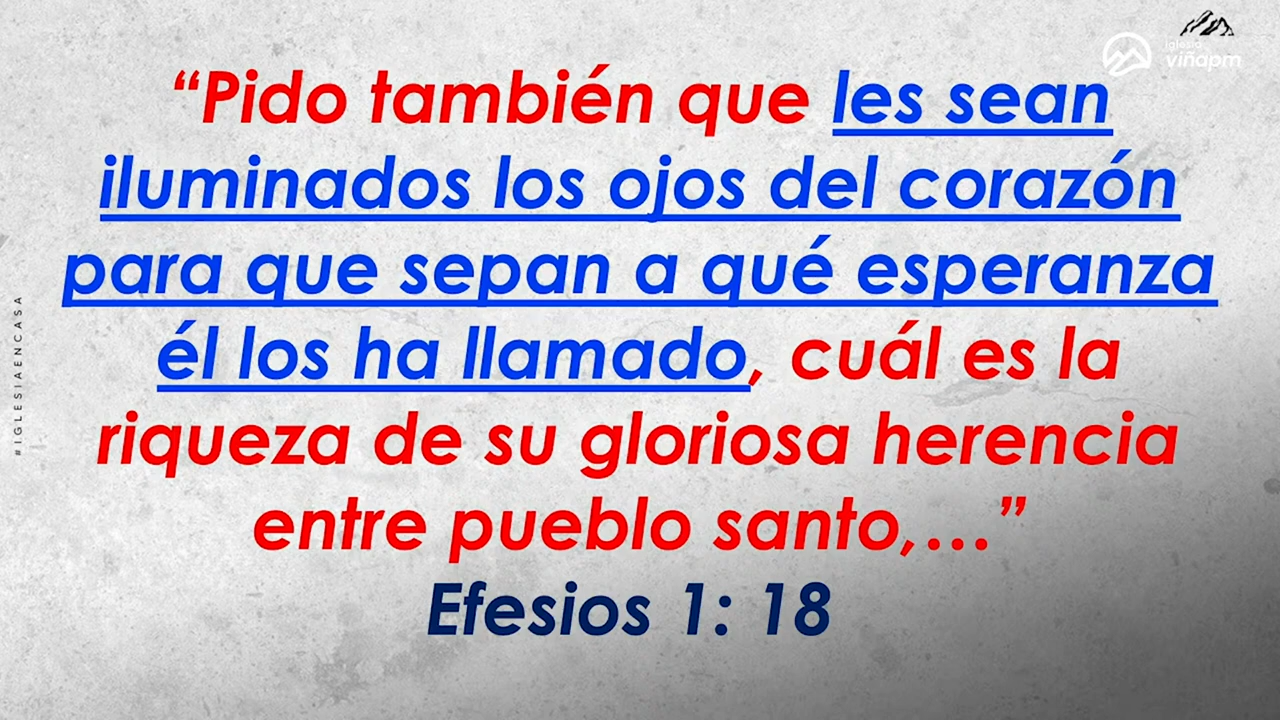 iglesia
viñapm
“Pido también que les sean
iluminados los ojos del corazón
para que sepan a qué esperanza
él los ha llamado, cuál es la
riqueza de su gloriosa herencia
entre pueblo santo,...”
Efesios 1: 18
#IGLESIAENCASA